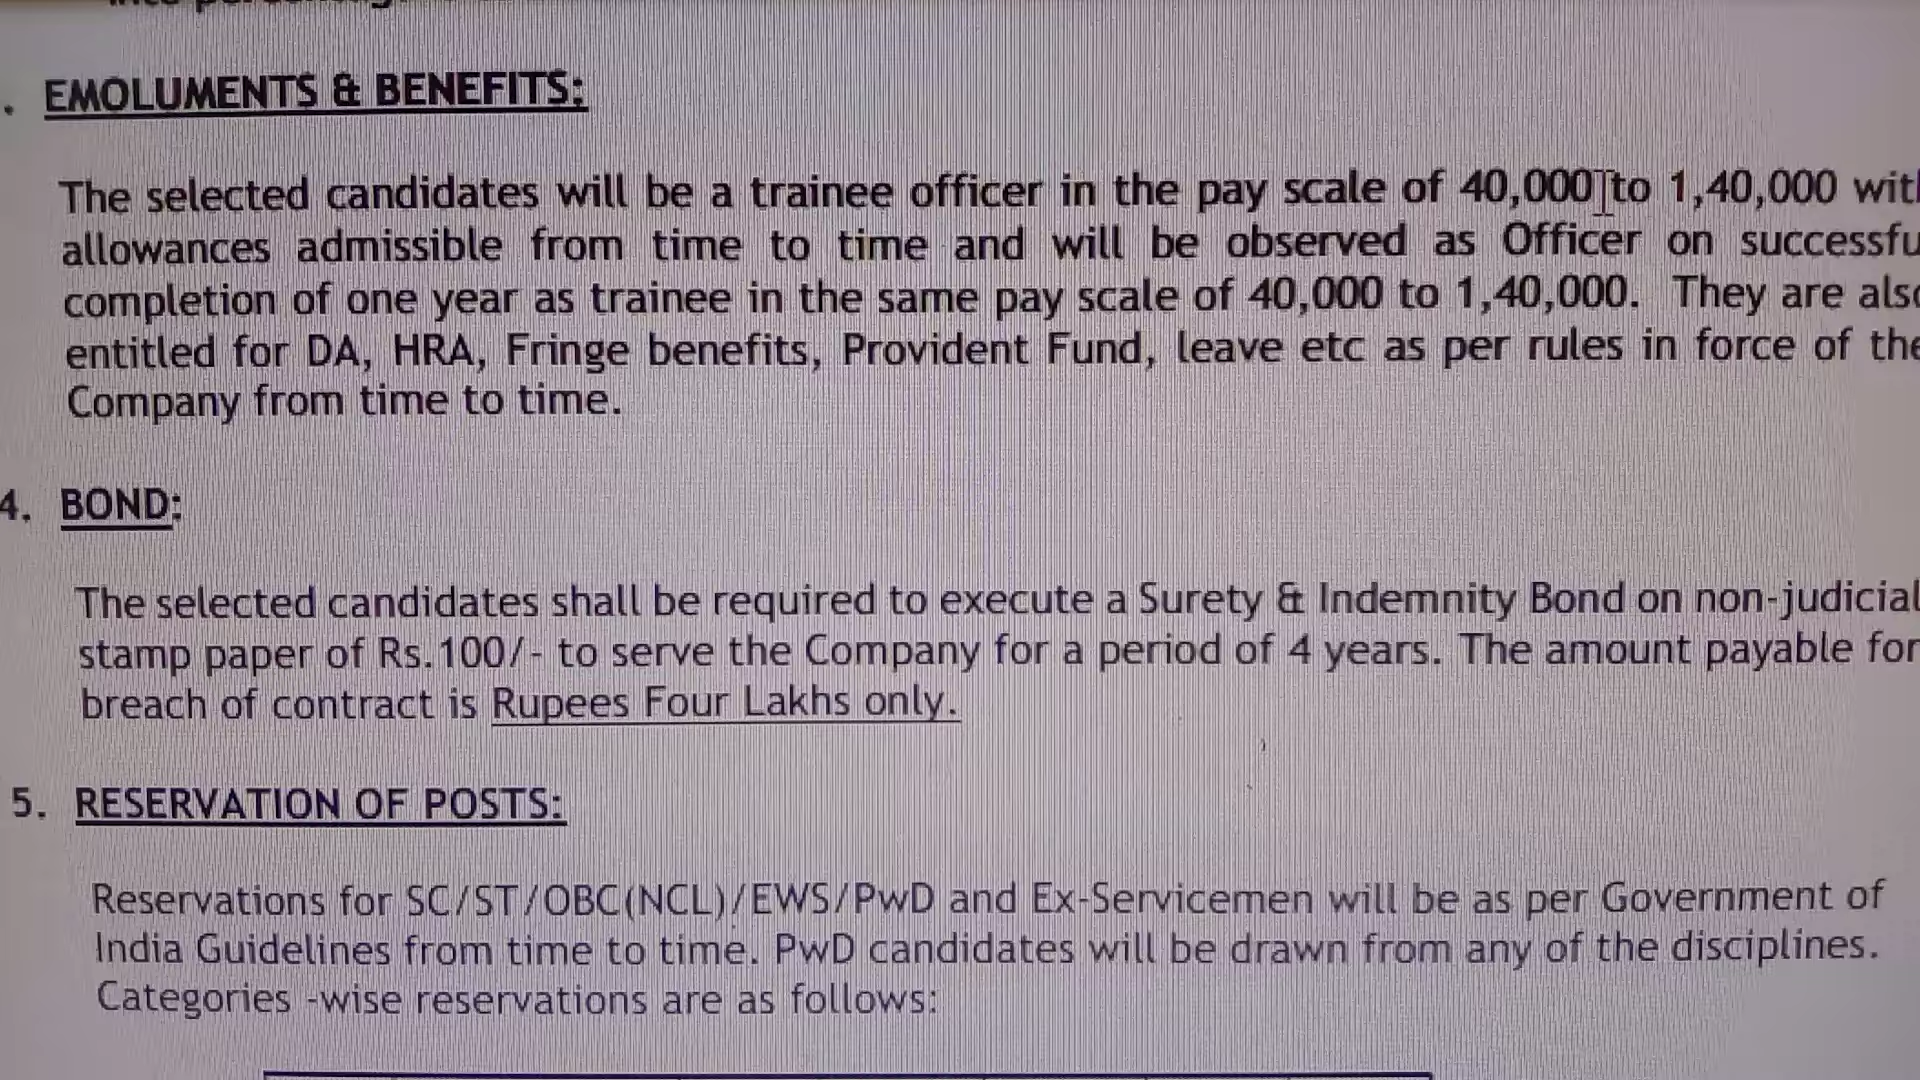 . EMOLUMENTS & BENEFITS:
The selected candidates will be a trainee officer in the pay scale of 40,000 to 1,40,000 wit
allowances admissible from time to time and will be observed as Officer on successfu
completion of one year as trainee in the same pay scale of 40,000 to 1,40,000. They are also
entitled for DA, HRA, Fringe benefits, Provident Fund, leave etc as per rules in force of the
Company from time to time.
4. BOND:
The selected candidates shall be required to execute a Surety & Indemnity Bond on non-judicial
stamp paper of Rs.100/- to serve the Company for a period of 4 years. The amount payable for
breach of contract is Rupees Four Lakhs only.
5. RESERVATION OF POSTS:
Reservations for SC/ST/OBC(NCL)/EWS/PwD and Ex-Servicemen will be as per Government of
India Guidelines from time to time. PwD candidates will be drawn from any of the disciplines.
Categories -wise reservations are as follows: